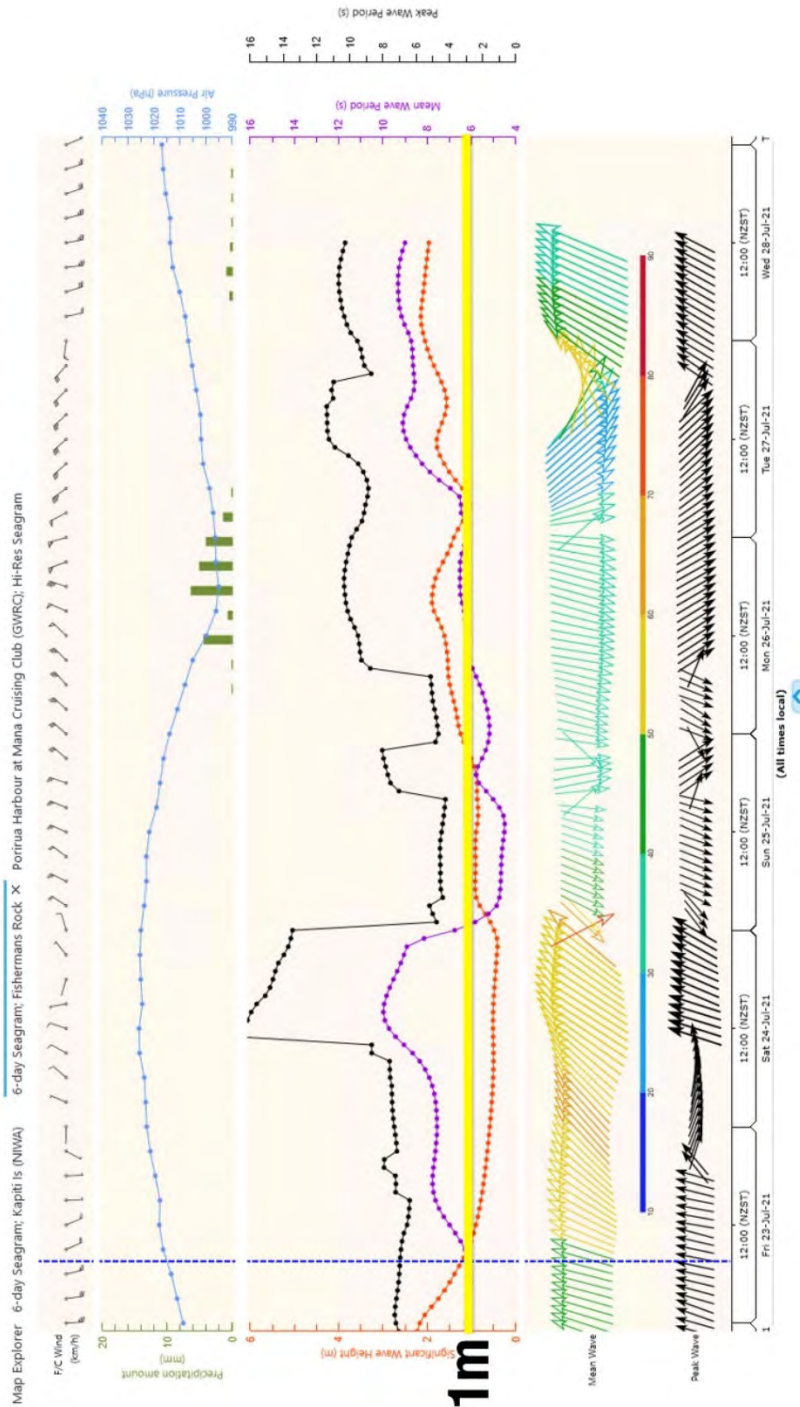 Map Explorer 6-day Seagram; Kapiti Is (NIWA) 6-day Seagram; Fishermans Rock X Porirua Harbour at Mana Cruising Club (GWRC); Hi-Res Seagram
F/C Wind
(km/h)
Precipitation amount
(mm)
20
10
0
Air Pressure (hPa)
1040
1030
1020
1010
1000
990
Significant Wave Height (m)
6
4
2
0
1m
Mean Wave Period (s)
16
14
12
10
8
6
4
Peak Wave Period (s)
16
14
12
10
8
6
4
2
0
Mean Wave
10
20
30
40
50
60
70
80
90
Peak Wave
12:00 (NZST)
12:00 (NZST)
12:00 (NZST)
12:00 (NZST)
12:00 (NZST)
12:00 (NZST)
1
Fri 23-Jul-21
Sat 24-Jul-21
Sun 25-Jul-21
Mon 26-Jul-21
Tue 27-Jul-21
Wed 28-Jul-21
T
(All times local)